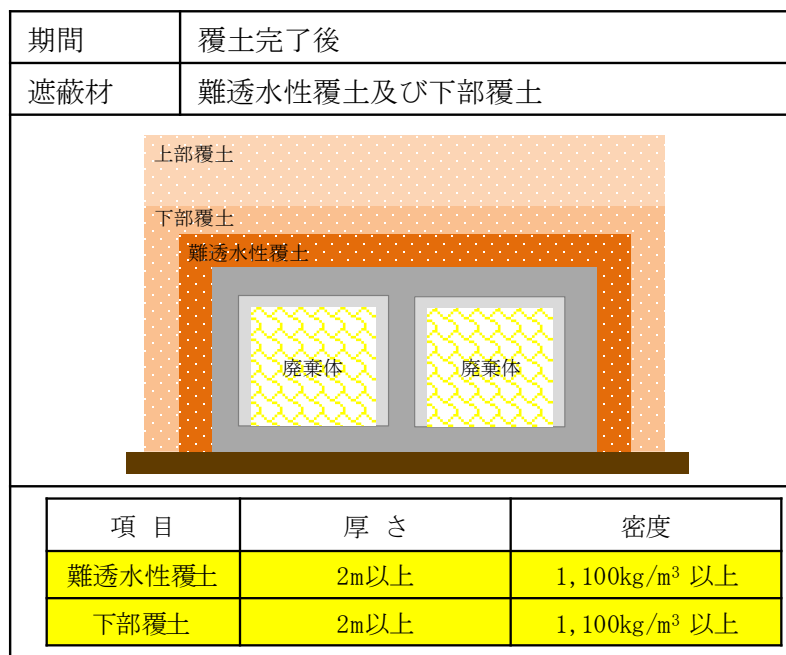 期間 覆土完了後
遮蔽材 難透水性覆土及び下部覆土
上部覆土
下部覆土
難透水性覆土
廃棄体 廃棄体
項 目 厚 さ 密度
難透水性覆土 2m以上 1,100kg/m³ 以上
下部覆土 2m以上 1,100kg/m³ 以上